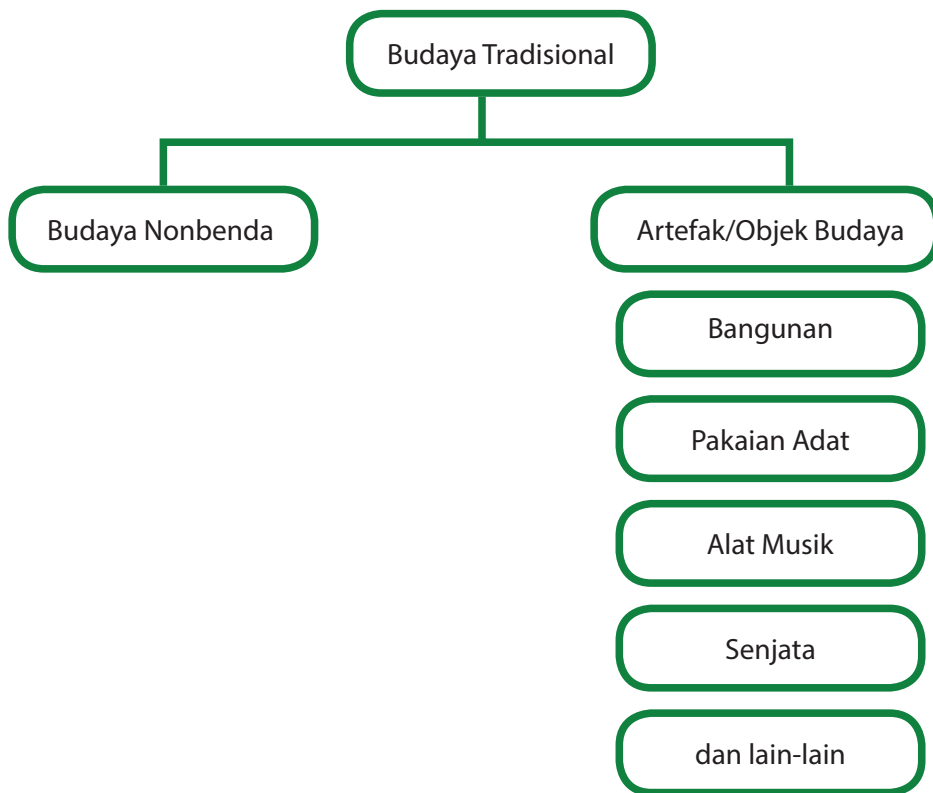 Budaya Tradisional
Budaya Nonbenda
Artefak/Objek Budaya
Bangunan
Pakaian Adat
Alat Musik
Senjata
dan lain-lain